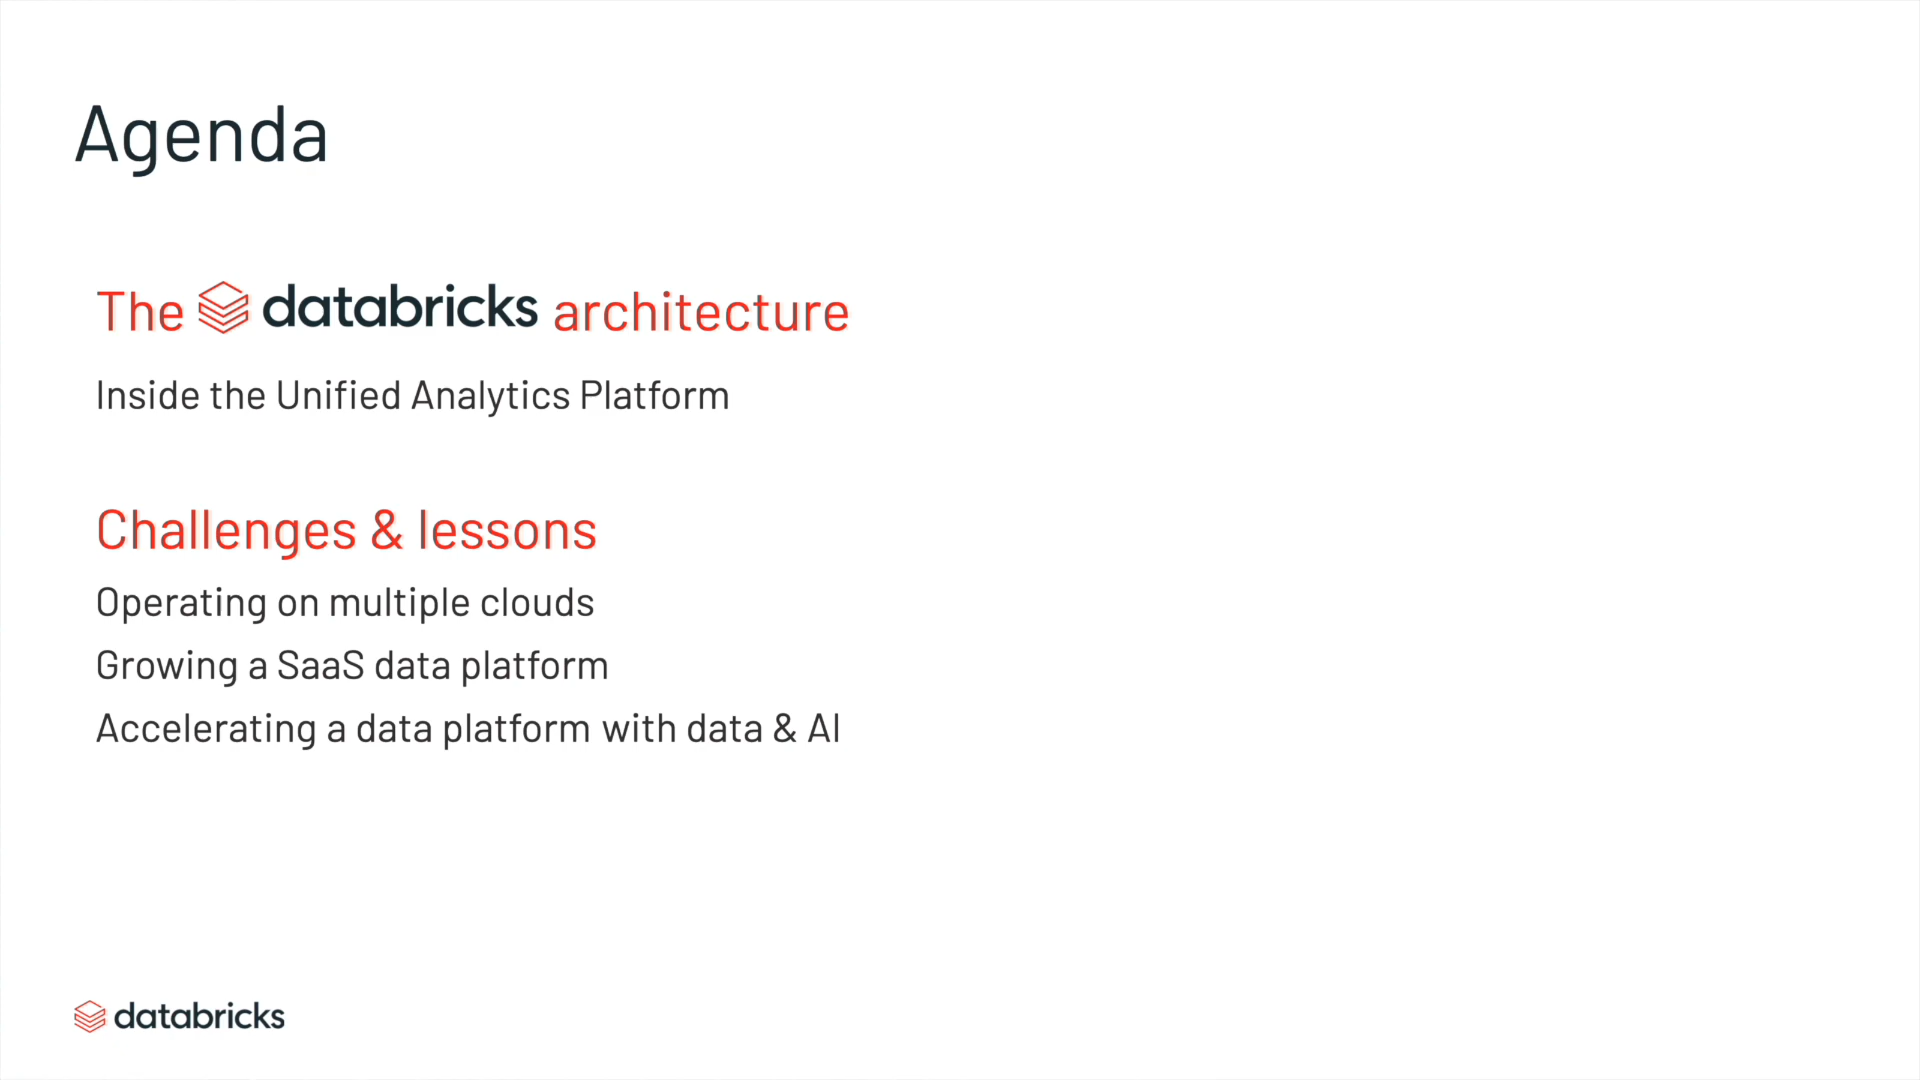 Agenda
The databricks architecture
Inside the Unified Analytics Platform
Challenges & lessons
Operating on multiple clouds
Growing a SaaS data platform
Accelerating a data platform with data & AI
databricks